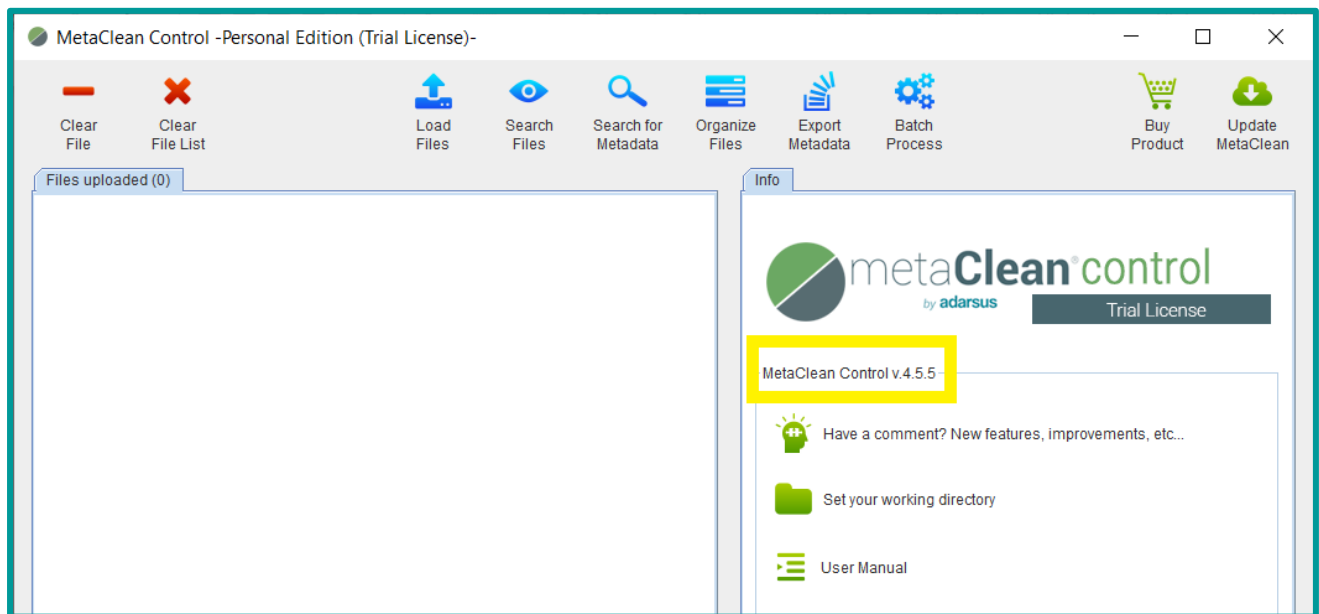 MetaClean Control -Personal Edition (Trial License)-
Clear
File
Clear
File List
Load
Files
Search
Files
Search for
Metadata
Organize
Files
Export
Metadata
Batch
Process
Buy
Product
Update
MetaClean
Files uploaded (0)
Info
metaClean® control
by adarsus
Trial License
MetaClean Control v.4.5.5
Have a comment? New features, improvements, etc...
Set your working directory
User Manual